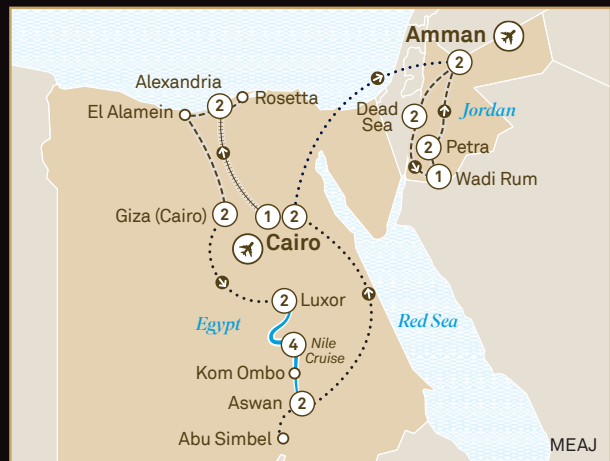 Amman
2
Alexandria
2
Rosetta
El Alamein
Dead
Sea
2
Jordan
2
Petra
1
Wadi Rum
Giza (Cairo)
2
1
2
Cairo
2
Luxor
Egypt
Red Sea
4
Nile
Cruise
Kom Ombo
Aswan
2
Abu Simbel
MEAJ